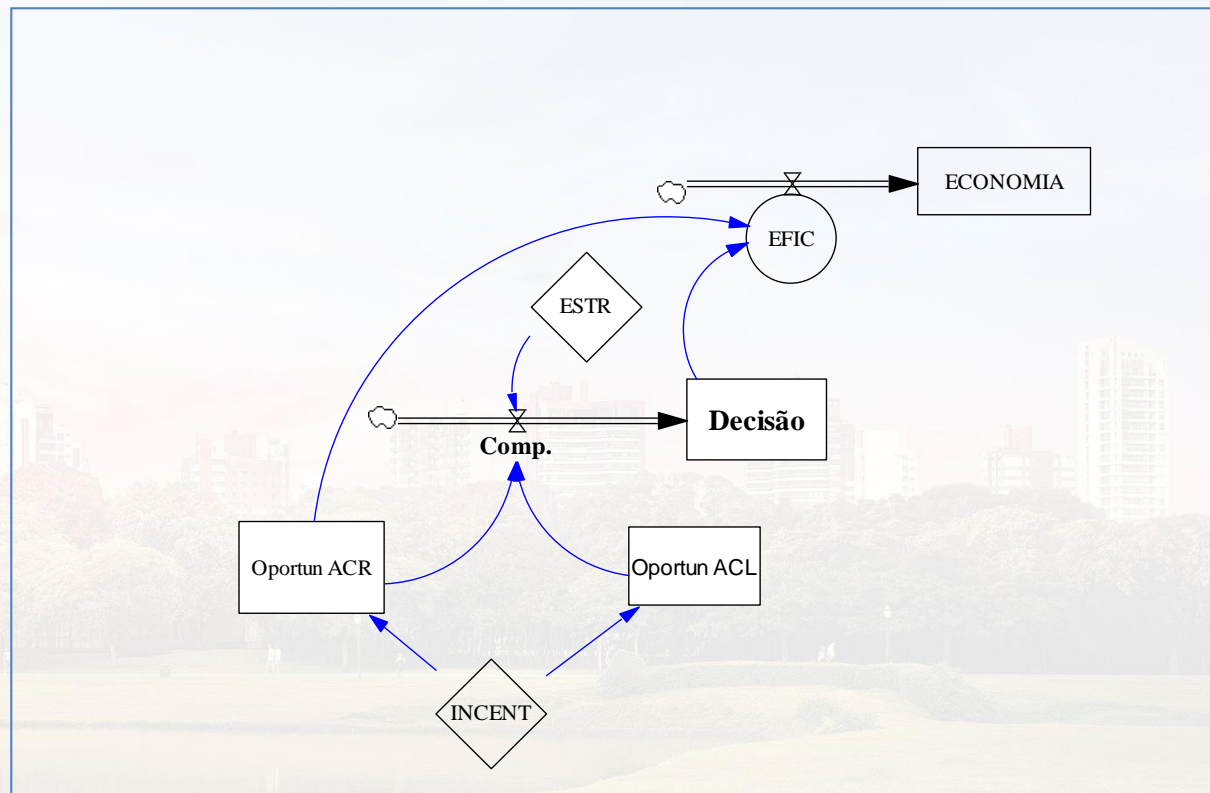 ECONOMIA
EFIC
ESTR
Decisão
Comp.
Oportun ACR
Oportun ACL
INCENT